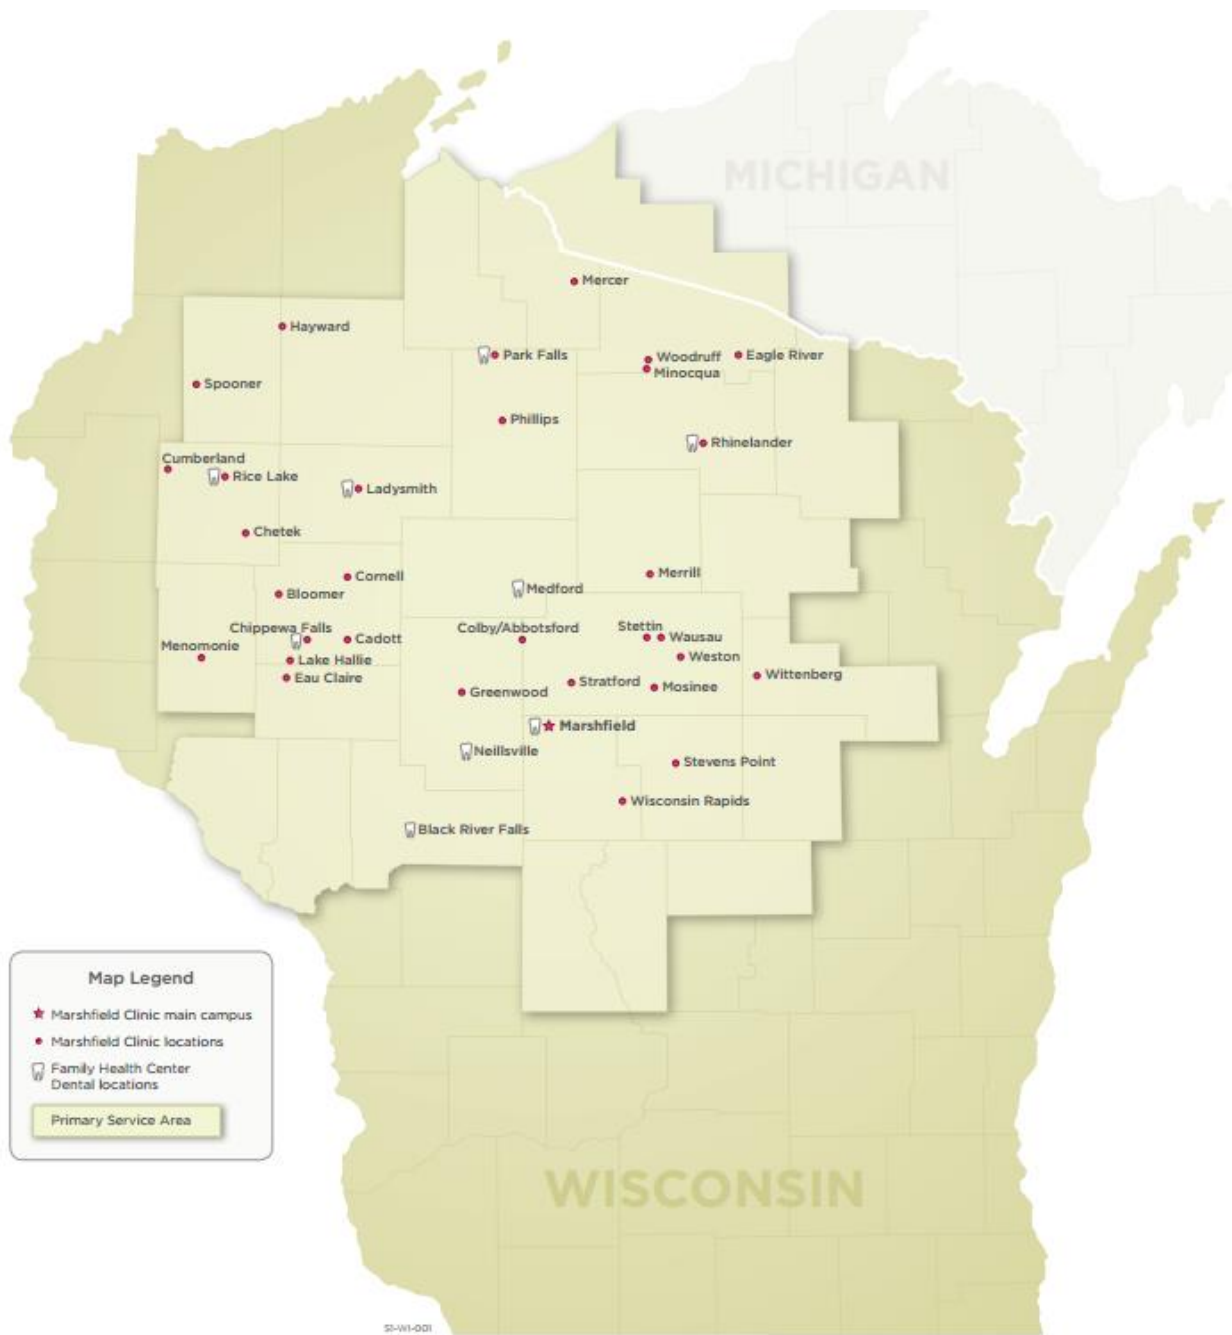 MICHIGAN
Mercer
Hayward
Park Falls
Woodruff
Eagle River
Minocqua
Spooner
Phillips
Rhinelander
Cumberland
Rice Lake
Ladysmith
Chetek
Cornell
Merrill
Medford
Bloomer
Chippewa Falls
Cadott
Colby/Abbotsford
Stettin
Wausau
Menomonie
Lake Hallie
Weston
Eau Claire
Greenwood
Stratford
Mosinee
Wittenberg
Marshfield
Neillsville
Stevens Point
Wisconsin Rapids
Black River Falls
Map Legend
Marshfield Clinic main campus
Marshfield Clinic locations
Family Health Center
Dental locations
Primary Service Area
WISCONSIN
S1-WI-001